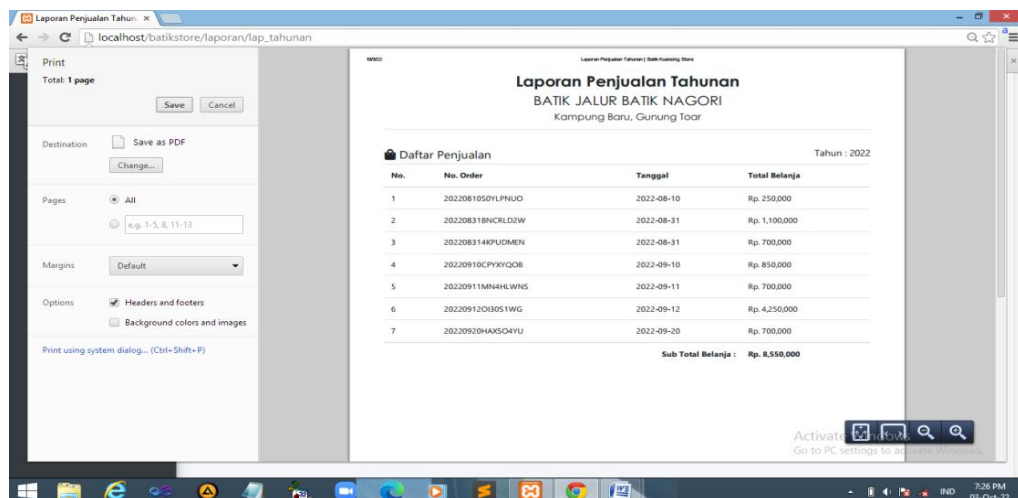 Laporan Penjualan Tahun
localhost/batikstore/laporan/lap_tahunan
Print
Total: 1 page
Save Cancel
Destination Save as PDF
Change...
Pages All
e.g. 1-5, 8, 11-13
Margins Default
Options Headers and footers
Background colors and images
Print using system dialog... (Ctrl+Shift+P)
Laporan Penjualan Tahunan
BATIK JALUR BATIK NAGORI
Kampung Baru, Gunung Toar
Daftar Penjualan Tahun : 2022
No. No. Order Tanggal Total Belanja
1 20220810S0YLPNUO 2022-08-10 Rp. 250,000
2 20220831BNCRLD2W 2022-08-31 Rp. 1,100,000
3 202208314KPUDMEN 2022-08-31 Rp. 700,000
4 20220910CPYXYQOB 2022-09-10 Rp. 850,000
5 20220911MN4HLWNS 2022-09-11 Rp. 700,000
6 20220912OI30S1WG 2022-09-12 Rp. 4,250,000
7 20220920HAXSO4YU 2022-09-20 Rp. 700,000
Sub Total Belanja : Rp. 8,550,000
Activate Windows
Go to PC settings to activate Windows.
IND 7:26 PM
03-Oct-22